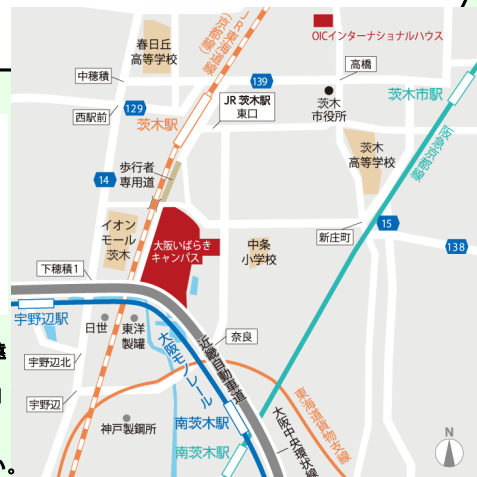 JR東海道線
(京都線)
OICインターナショナルハウス
春日丘
高等学校
高橋
中穂積
139
茨木市駅
JR 茨木駅
東口
129
西駅前
茨木駅
茨木
市役所
阪急京都線
茨木
高等学校
歩行者
専用道
14
イオン
モール
茨木
大阪いばらき
キャンパス
中条
小学校
新庄町
15
138
下穂積1
宇野辺駅
日世
東洋
製罐
奈良
近畿自動車道
大阪モノレール
宇野辺北
宇野辺
東海道貨物支線
神戸製鋼所
南茨木駅
南茨木駅
大阪中央環状線
N
い。